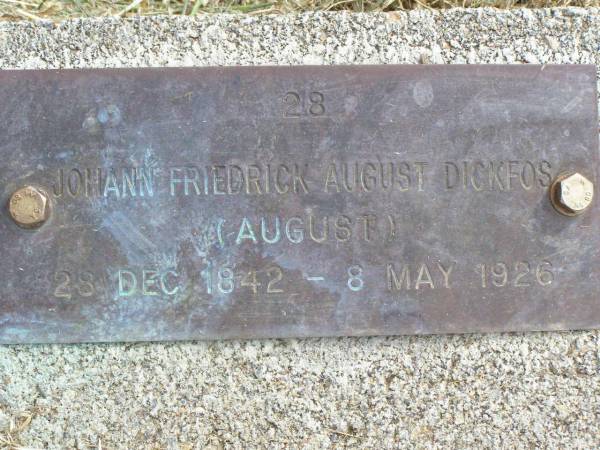 28
JOHANN FRIEDRICK AUGUST DICKFOS
(AUGUST)
28 DEC 1842 - 8 MAY 1926